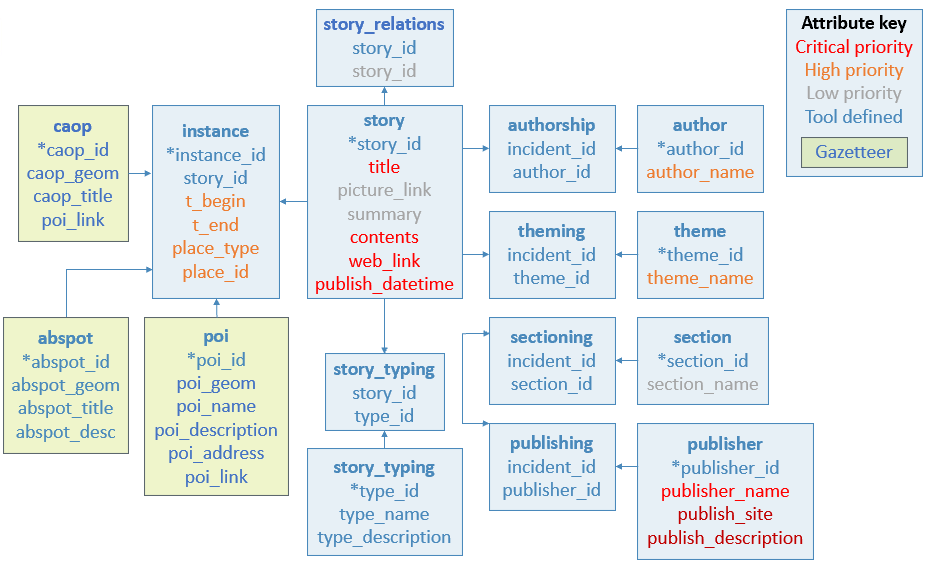 story_relations
story_id
story_id
Attribute key
Critical priority
High priority
Low priority
Tool defined
Gazetteer
caop
*caop_id
caop_geom
caop_title
poi_link
instance
*instance_id
story_id
t_begin
t_end
place_type
place_id
story
*story_id
title
picture_link
summary
contents
web_link
publish_datetime
authorship
incident_id
author_id
author
*author_id
author_name
theming
incident_id
theme_id
theme
*theme_id
theme_name
abspot
*abspot_id
abspot_geom
abspot_title
abspot_desc
poi
*poi_id
poi_geom
poi_name
poi_description
poi_address
poi_link
story_typing
story_id
type_id
story_typing
*type_id
type_name
type_description
sectioning
incident_id
section_id
section
*section_id
section_name
publishing
incident_id
publisher_id
publisher
*publisher_id
publisher_name
publish_site
publish_description